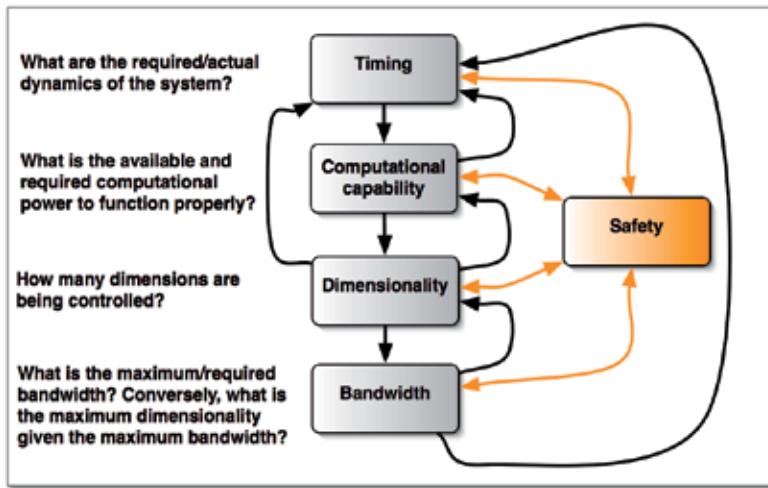 What are the required/actual
dynamics of the system?
Timing
What is the available and
required computational
power to function properly?
Computational
capability
Safety
How many dimensions are
being controlled?
Dimensionality
What is the maximum/required
bandwidth? Conversely, what is
the maximum dimensionality
given the maximum bandwidth?
Bandwidth